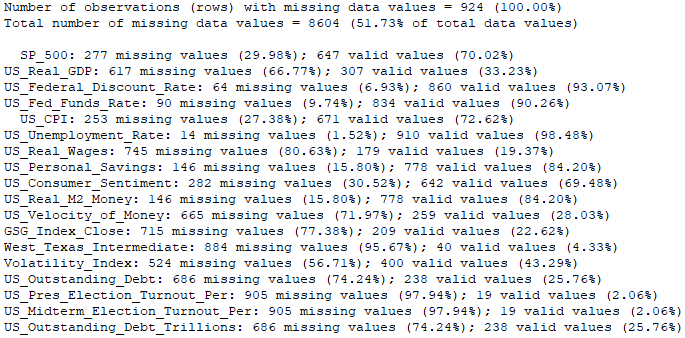 Number of observations (rows) with missing data values = 924 (100.00%)
Total number of missing data values = 8604 (51.73% of total data values)

SP_500: 277 missing values (29.98%); 647 valid values (70.02%)
US_Real_GDP: 617 missing values (66.77%); 307 valid values (33.23%)
US_Federal_Discount_Rate: 64 missing values (6.93%); 860 valid values (93.07%)
US_Fed_Funds_Rate: 90 missing values (9.74%); 834 valid values (90.26%)
US_CPI: 253 missing values (27.38%); 671 valid values (72.62%)
US_Unemployment_Rate: 14 missing values (1.52%); 910 valid values (98.48%)
US_Real_Wages: 745 missing values (80.63%); 179 valid values (19.37%)
US_Personal_Savings: 146 missing values (15.80%); 778 valid values (84.20%)
US_Consumer_Sentiment: 282 missing values (30.52%); 642 valid values (69.48%)
US_Real_M2_Money: 146 missing values (15.80%); 778 valid values (84.20%)
US_Velocity_of_Money: 665 missing values (71.97%); 259 valid values (28.03%)
GSG_Index_Close: 715 missing values (77.38%); 209 valid values (22.62%)
West_Texas_Intermediate: 884 missing values (95.67%); 40 valid values (4.33%)
Volatility_Index: 524 missing values (56.71%); 400 valid values (43.29%)
US_Outstanding_Debt: 686 missing values (74.24%); 238 valid values (25.76%)
US_Pres_Election_Turnout_Per: 905 missing values (97.94%); 19 valid values (2.06%)
US_Midterm_Election_Turnout_Per: 905 missing values (97.94%); 19 valid values (2.06%)
US_Outstanding_Debt_Trillions: 686 missing values (74.24%); 238 valid values (25.76%)